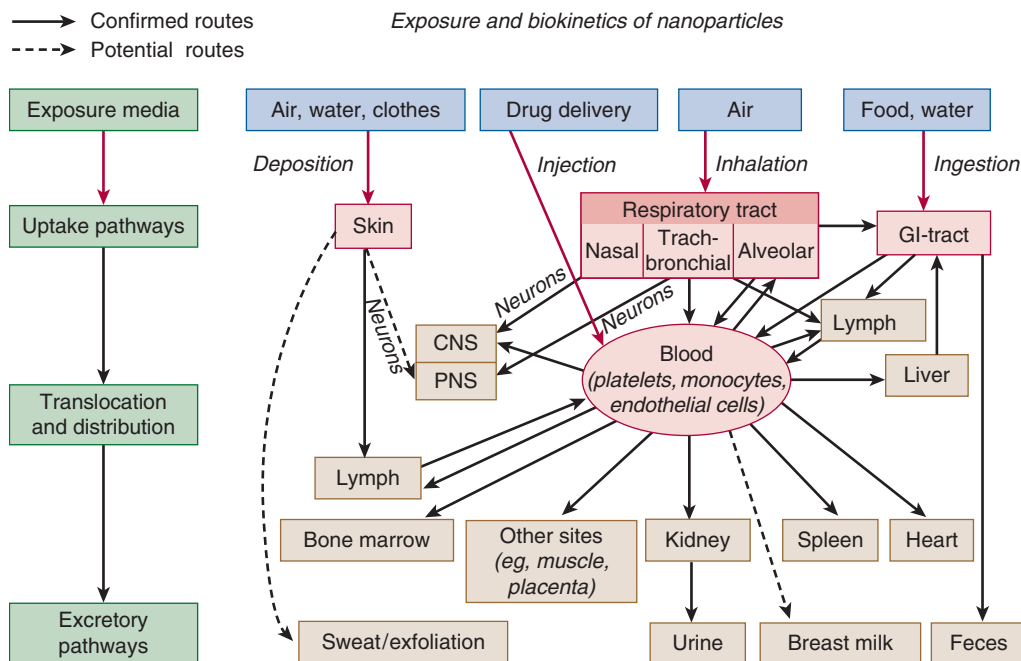 Confirmed routes
Potential routes
Exposure and biokinetics of nanoparticles
Exposure media
Air, water, clothes
Drug delivery
Air
Food, water
Deposition
Injection
Inhalation
Ingestion
Uptake pathways
Skin
Respiratory tract
Nasal
Trach-
bronchial
Alveolar
GI-tract
Neurons
Neurons
Neurons
CNS
PNS
Lymph
Blood
(platelets, monocytes,
endothelial cells)
Liver
Translocation
and distribution
Lymph
Bone marrow
Other sites
(eg, muscle,
placenta)
Kidney
Spleen
Heart
Excretory
pathways
Sweat/exfoliation
Urine
Breast milk
Feces